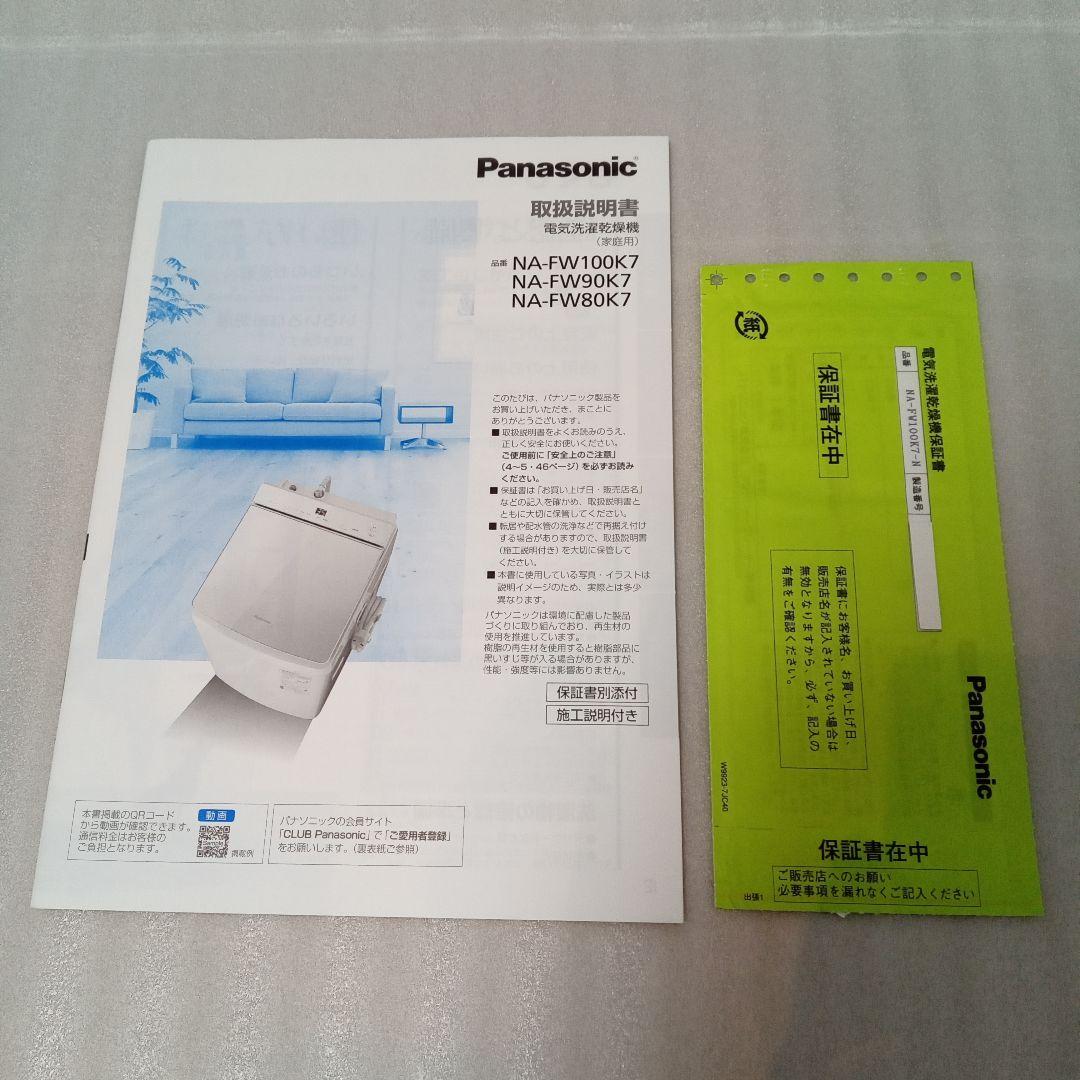 Panasonic
取扱説明書
電気洗濯乾燥機
（家庭用）
品番 NA-FW100K7
NA-FW90K7
NA-FW80K7
このたびは、パナソニック製品を
お買い上げいただき、まことに
ありがとうございます。
■ 取扱説明書をよくお読みのうえ、
正しく安全にお使いください。
ご使用前に「安全上のご注意」
（4〜5・46ページ）を必ずお読み
ください。
■ 保証書は「お買い上げ日・販売店名」
などの記入を確かめ、取扱説明書と
ともに大切に保管してください。
■ 転居や配水管の洗浄などで再据え付け
する場合がありますので、取扱説明書
（施工説明付き）を大切に保管して
ください。
■ 本書に使用している写真・イラストは
説明イメージのため、実際とは多少
異なります。
パナソニックは環境に配慮した製品
づくりに取り組んでおり、再生材の
使用を推進しています。
樹脂の再生材を使用すると樹脂部品に
黒いすじ等が入る場合がありますが、
性能・強度等には影響ありません。
保証書別添付
施工説明付き
本書掲載のQRコード
から動画が確認できます。
通信料金はお客様の
ご負担となります。
動画
Sample
掲載例
パナソニックの会員サイト
「CLUB Panasonic」で「ご愛用者登録」
をお願いします。（裏表紙ご参照）
紙
電気洗濯乾燥機保証書
品番 NA-FW100K7-N 製造番号
保証書在中
保証書にお客様名、お買い上げ日、
販売店名が記入されていない場合は
無効となりますから、必ず、記入の
有無をご確認ください。
Panasonic
W9923-7JC40
保証書在中
ご販売店へのお願い
必要事項を漏れなくご記入ください
出張1